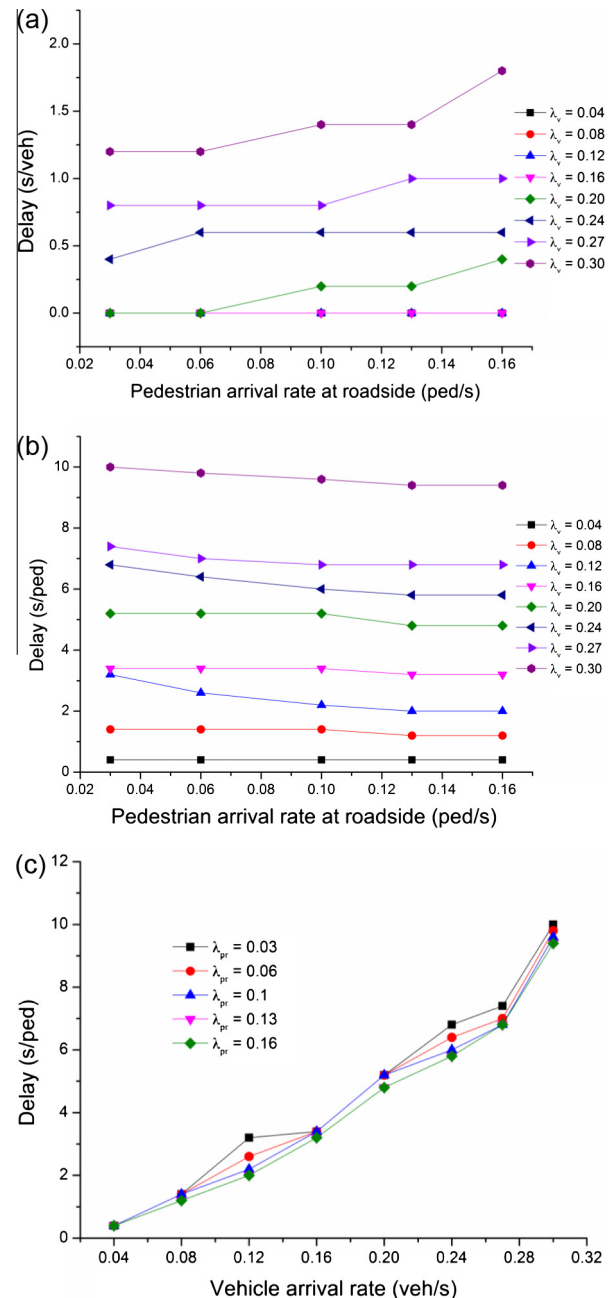 (a)
2.0
1.5
1.0
0.5
0.0
Delay (s/veh)
0.02 0.04 0.06 0.08 0.10 0.12 0.14 0.16
Pedestrian arrival rate at roadside (ped/s)
λv = 0.04
λv = 0.08
λv = 0.12
λv = 0.16
λv = 0.20
λv = 0.24
λv = 0.27
λv = 0.30
(b)
10
8
6
4
2
0
Delay (s/ped)
0.02 0.04 0.06 0.08 0.10 0.12 0.14 0.16
Pedestrian arrival rate at roadside (ped/s)
λv = 0.04
λv = 0.08
λv = 0.12
λv = 0.16
λv = 0.20
λv = 0.24
λv = 0.27
λv = 0.30
(c)
12
10
8
6
4
2
0
Delay (s/ped)
λpr = 0.03
λpr = 0.06
λpr = 0.1
λpr = 0.13
λpr = 0.16
0.04 0.08 0.12 0.16 0.20 0.24 0.28 0.32
Vehicle arrival rate (veh/s)